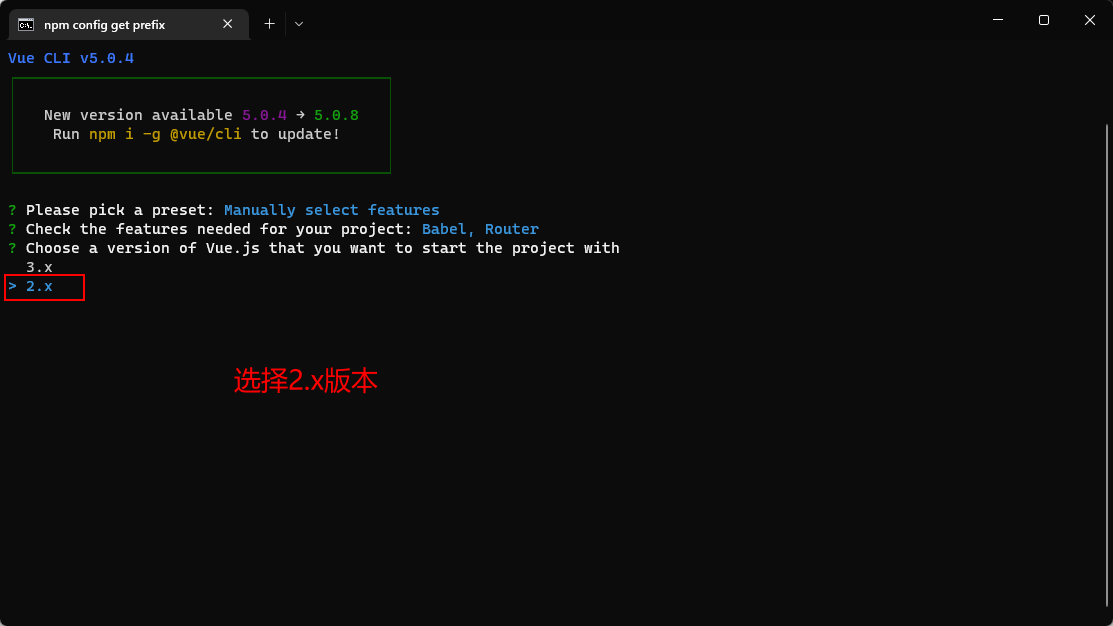 npm config get prefix
Vue CLI v5.0.4
New version available 5.0.4 → 5.0.8
Run npm i -g @vue/cli to update!
? Please pick a preset: Manually select features
? Check the features needed for your project: Babel, Router
? Choose a version of Vue.js that you want to start the project with
3.x
> 2.x
选择2.x版本